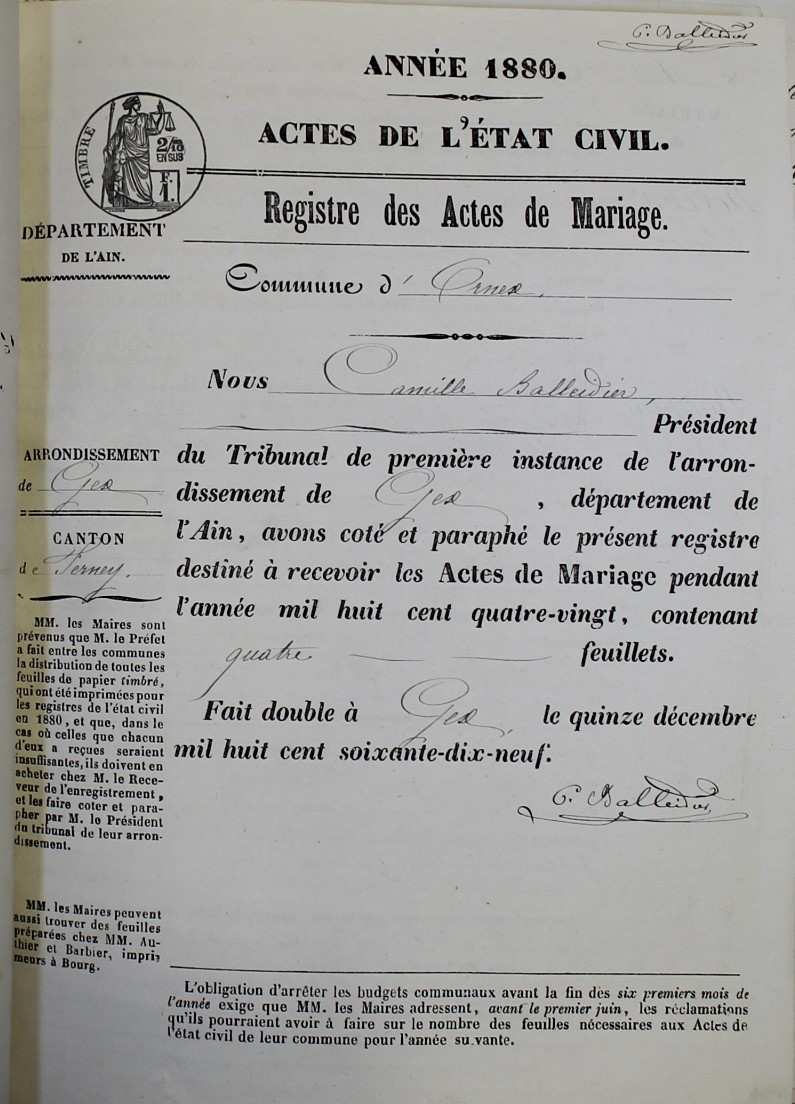 C. Balleidier
ANNÉE 1880.
ACTES DE L'ÉTAT CIVIL.
TIMBRE
2/10
EN SUS
F.
1.
Registre des Actes de Mariage.
DÉPARTEMENT
DE L'AIN.
Commune d'Ornex.
Nous Camille Balleidier,
Président
du Tribunal de première instance de l'arron-
dissement de Gex, département de
l'Ain, avons coté et paraphé le présent registre
destiné à recevoir les Actes de Mariage pendant
l'année mil huit cent quatre-vingt, contenant
quatre feuillets.
Fait double à Gex, le quinze décembre
mil huit cent soixante-dix-neuf.
C. Balleidier
ARRONDISSEMENT
de Gex
CANTON
de Ferney.
MM. les Maires sont
prévenus que M. le Préfet
a fait entre les communes
la distribution de toutes les
feuilles de papier timbré,
qui ont été imprimées pour
les registres de l'état civil
en 1880, et que, dans le
cas où celles que chacun
d'eux a reçues seraient
insuffisantes, ils doivent en
acheter chez M. le Rece-
veur de l'enregistrement,
et les faire coter et para-
pher par M. le Président
du tribunal de leur arron-
dissement.
MM. les Maires peuvent
aussi trouver des feuilles
préparées chez MM. Au-
thier et Barbier, impri-
meurs à Bourg.
L'obligation d'arrêter les budgets communaux avant la fin des six premiers mois de
l'année exige que MM. les Maires adressent, avant le premier juin, les réclamations
qu'ils pourraient avoir à faire sur le nombre des feuilles nécessaires aux Actes de
l'état civil de leur commune pour l'année suivante.